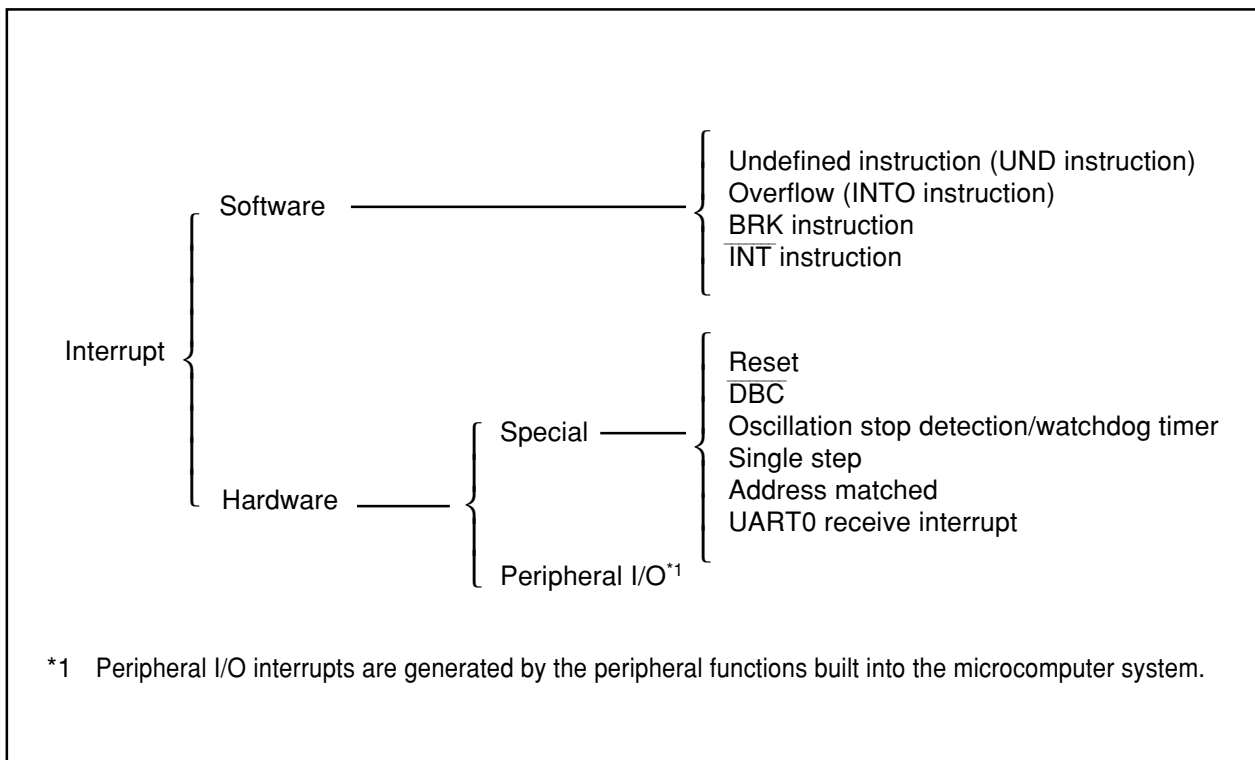 Interrupt
Software
Undefined instruction (UND instruction)
Overflow (INTO instruction)
BRK instruction
I̅N̅T̅ instruction
Hardware
Special
Reset
D̅B̅C̅
Oscillation stop detection/watchdog timer
Single step
Address matched
UART0 receive interrupt
Peripheral I/O*1
*1 Peripheral I/O interrupts are generated by the peripheral functions built into the microcomputer system.